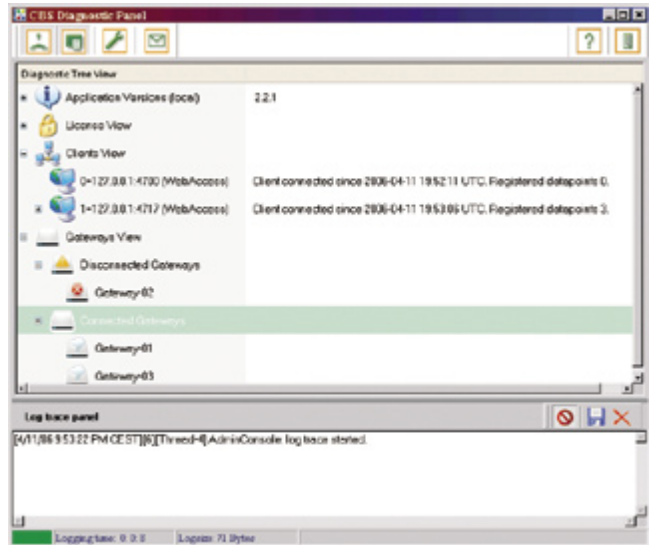 CBS Diagnostic Panel
Diagnostic Tree View
Application Versions (local) 2.2.1
License View
Clients View
0=127.0.0.1:4700 (WebAccess) Client connected since 2006-04-11 19:52:11 UTC. Registered datapoints 0.
1=127.0.0.1:4717 (WebAccess) Client connected since 2006-04-11 19:53:06 UTC. Registered datapoints 3.
Gateways View
Disconnected Gateways
Gateway-02
Connected Gateways
Gateway-01
Gateway-03
Log trace panel
[4/11/06 9:53:22 PM CEST][6][Thread-4] AdminConsole log trace started.
Logging time: 0:0:8 Logsize: 71 Bytes